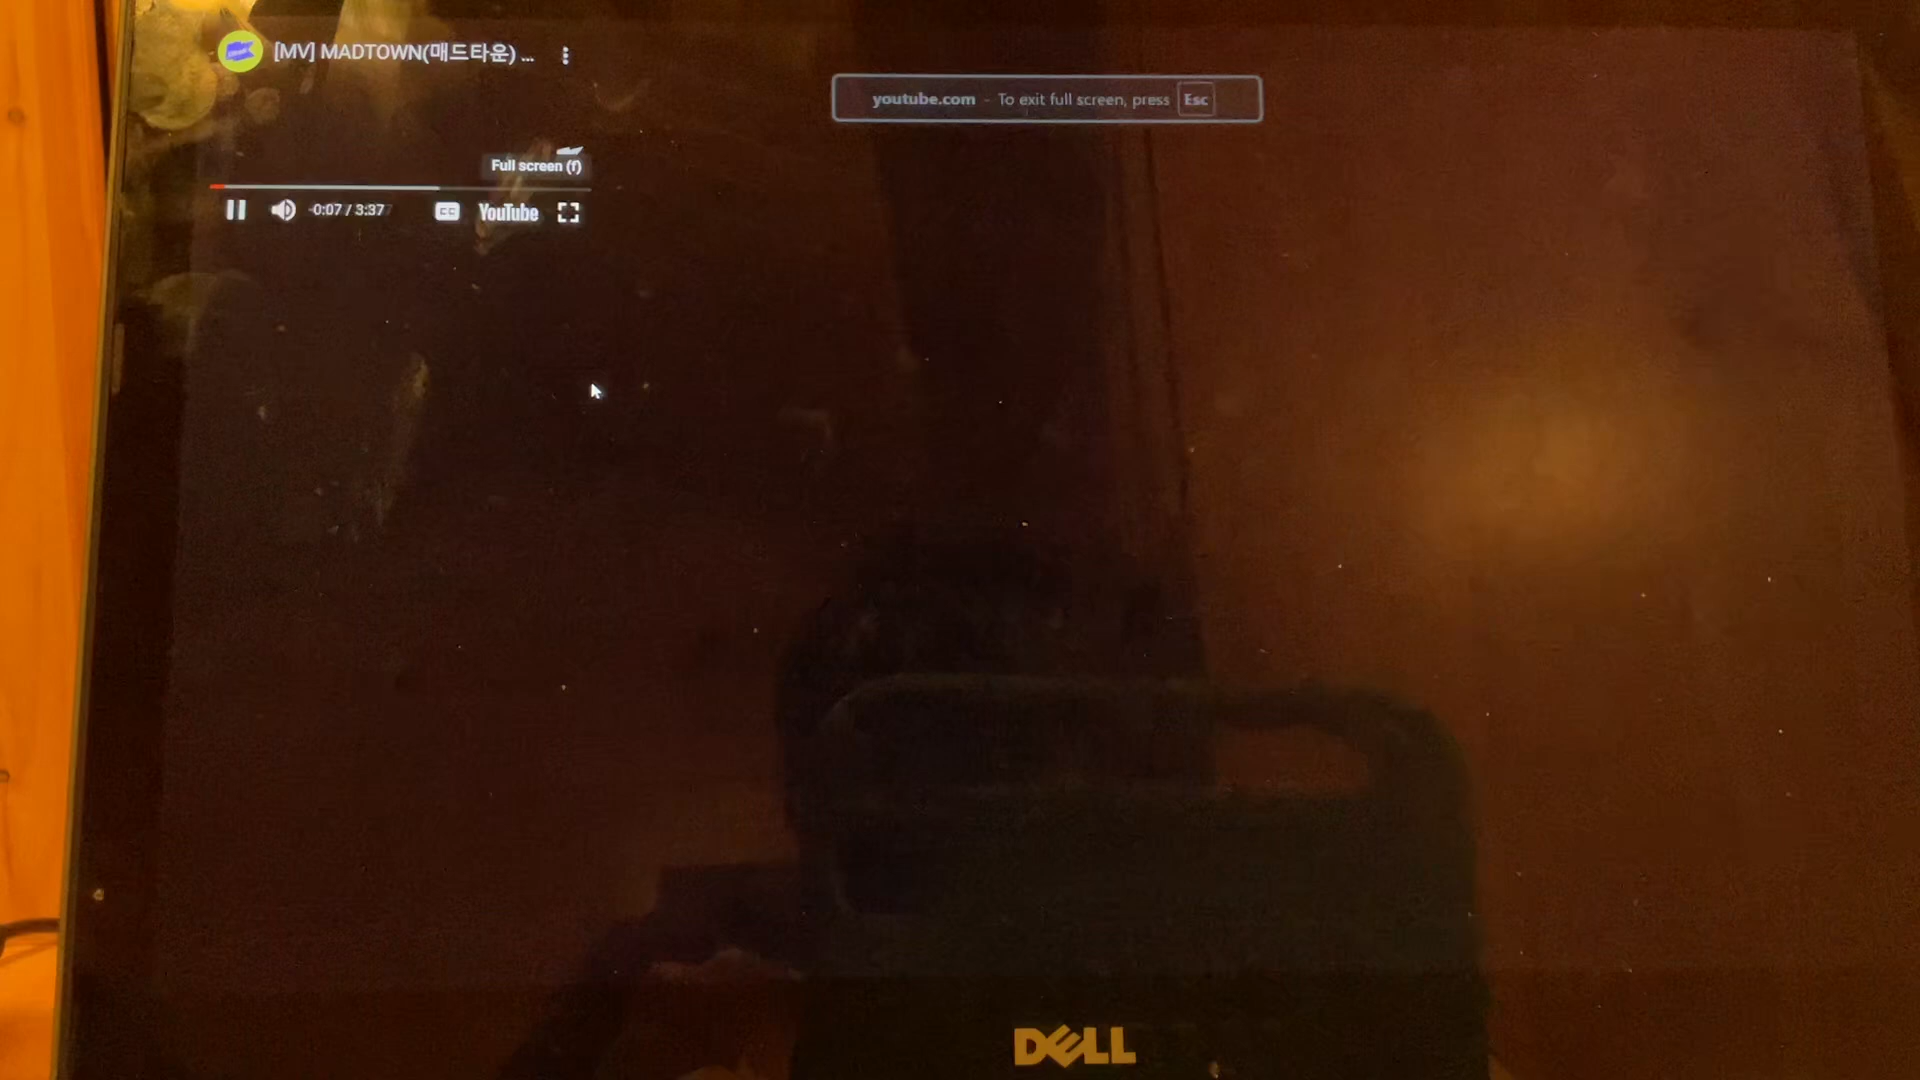 [MV] MADTOWN(매드타운) ...
youtube.com - To exit full screen, press Esc
Full screen (f)
0:07 / 3:37
CC
YouTube
DELL